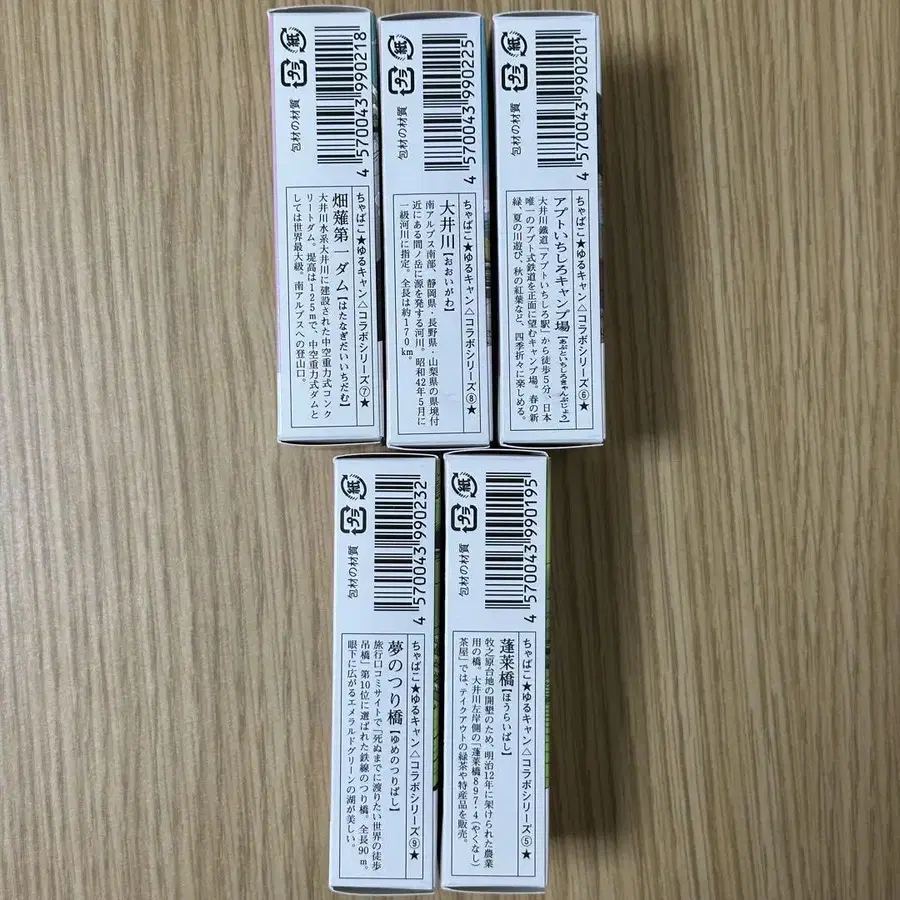 紙
プラ
包材の材質
4 570043 990218
ちゃばこ★ゆるキャン△コラボシリーズ⑦★
畑薙第一ダム【はたなぎだいいちだむ】
大井川水系大井川に建設された中空重力式コンク
リートダム。堤高は125mで、中空重力式ダムと
しては世界最大級。南アルプスへの登山口。
紙
プラ
包材の材質
4 570043 990225
ちゃばこ★ゆるキャン△コラボシリーズ⑧★
大井川【おおいがわ】
南アルプス南部、静岡県・長野県・山梨県の県境付
近にある間ノ岳に源を発する河川。昭和42年5月に
一級河川に指定。全長は約170km。
紙
プラ
包材の材質
4 570043 990201
ちゃばこ★ゆるキャン△コラボシリーズ⑥★
アプトいちしろキャンプ場【あぷといちしろきゃんぷじょう】
大井川鐵道「アプトいちしろ駅」から徒歩5分、日本
唯一のアプト式鉄道を正面に望むキャンプ場。春の新
緑、夏の川遊び、秋の紅葉など、四季折々に楽しめる。
紙
プラ
包材の材質
4 570043 990232
ちゃばこ★ゆるキャン△コラボシリーズ⑨★
夢のつり橋【ゆめのつりばし】
旅行口コミサイトで「死ぬまでに渡りたい世界の徒歩
吊橋」第10位に選ばれた鉄線のつり橋。全長90m。
眼下に広がるエメラルドグリーンの湖が美しい。
紙
プラ
包材の材質
4 570043 990195
ちゃばこ★ゆるキャン△コラボシリーズ⑤★
蓬莱橋【ほうらいばし】
牧之原台地の開墾のため、明治12年に架けられた農業
用の橋。大井川左岸側の「蓬莱橋897.4(やくなし)
茶屋」では、テイクアウトの緑茶や特産品を販売。